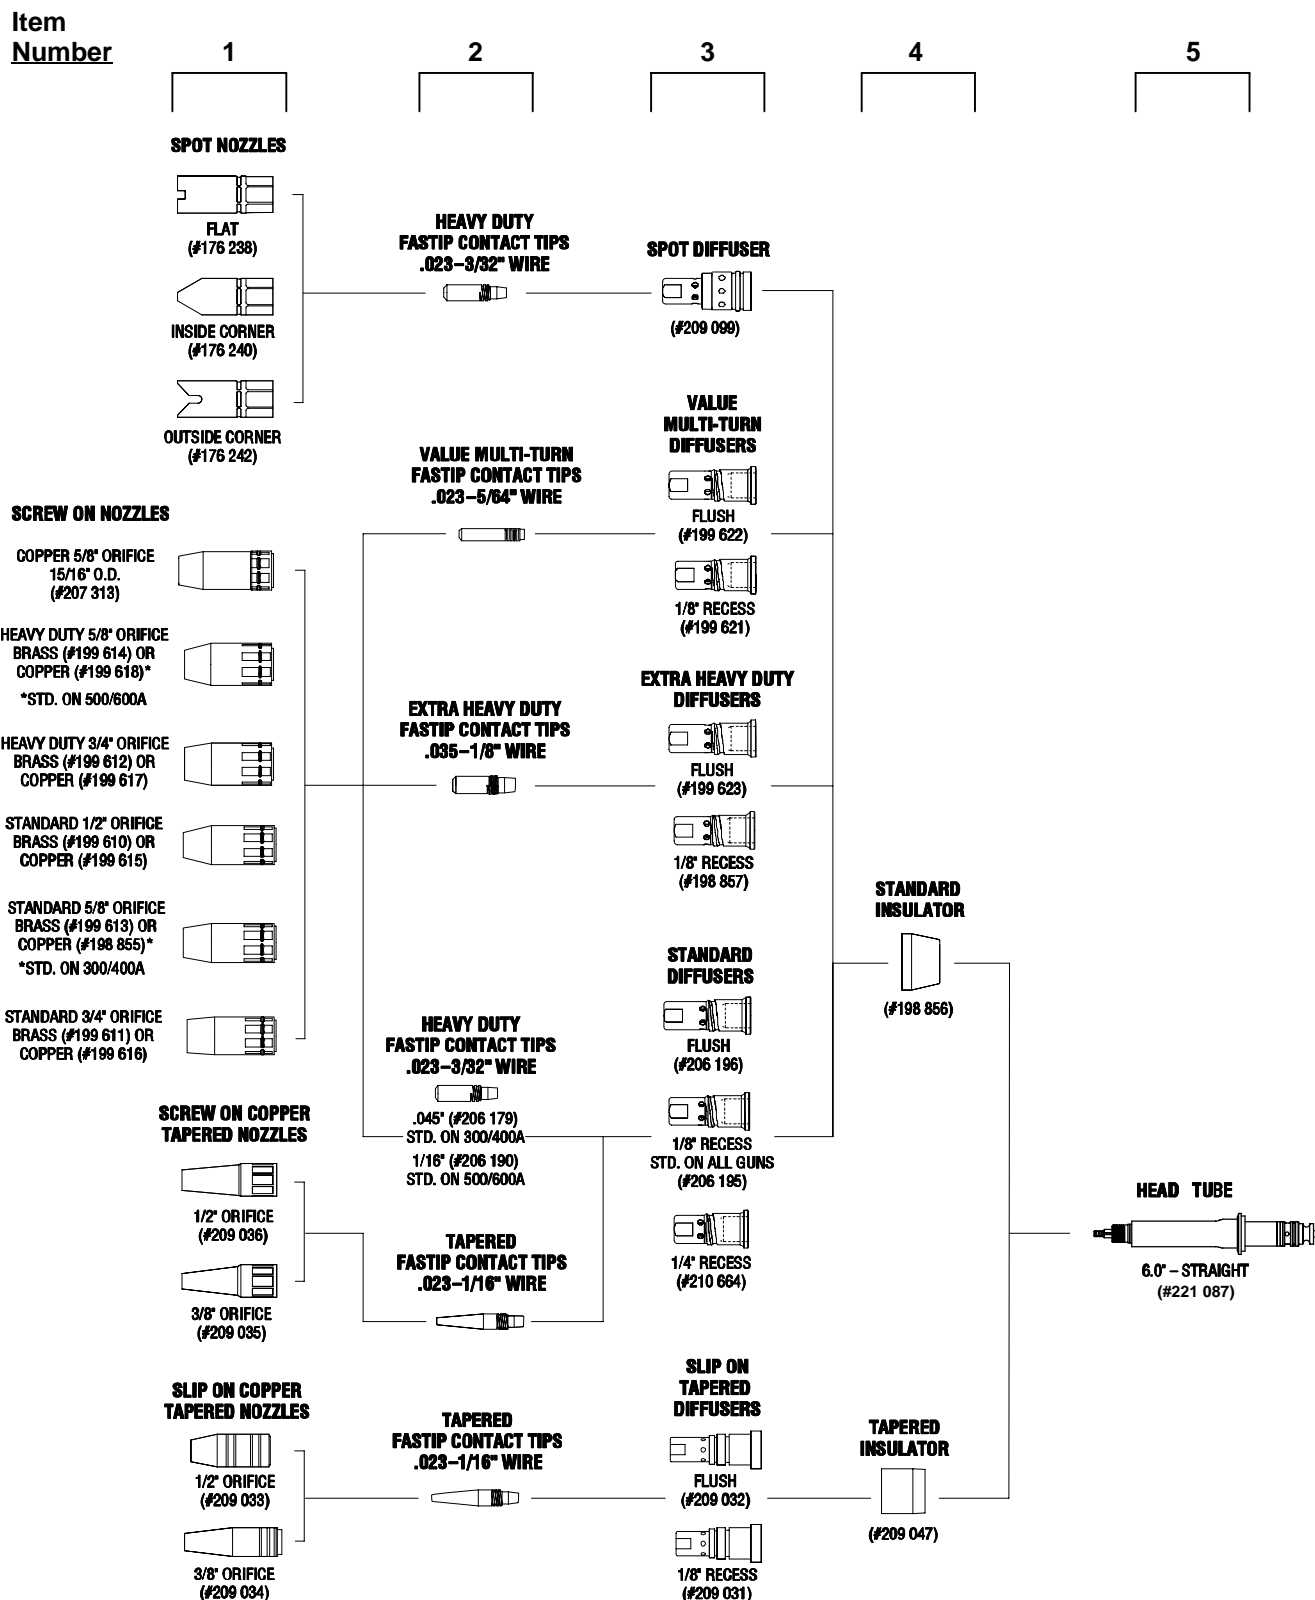 Item
Number
1
2
3
4
5
SPOT NOZZLES
FLAT
(#176 238)
INSIDE CORNER
(#176 240)
OUTSIDE CORNER
(#176 242)
SCREW ON NOZZLES
COPPER 5/8" ORIFICE
15/16" O.D.
(#207 313)
HEAVY DUTY 5/8" ORIFICE
BRASS (#199 614) OR
COPPER (#199 618)*
*STD. ON 500/600A
HEAVY DUTY 3/4" ORIFICE
BRASS (#199 612) OR
COPPER (#199 617)
STANDARD 1/2" ORIFICE
BRASS (#199 610) OR
COPPER (#199 615)
STANDARD 5/8" ORIFICE
BRASS (#199 613) OR
COPPER (#198 855)*
*STD. ON 300/400A
STANDARD 3/4" ORIFICE
BRASS (#199 611) OR
COPPER (#199 616)
SCREW ON COPPER
TAPERED NOZZLES
1/2" ORIFICE
(#209 036)
3/8" ORIFICE
(#209 035)
SLIP ON COPPER
TAPERED NOZZLES
1/2" ORIFICE
(#209 033)
3/8" ORIFICE
(#209 034)
HEAVY DUTY
FASTIP CONTACT TIPS
.023–3/32" WIRE
VALUE MULTI-TURN
FASTIP CONTACT TIPS
.023–5/64" WIRE
EXTRA HEAVY DUTY
FASTIP CONTACT TIPS
.035–1/8" WIRE
HEAVY DUTY
FASTIP CONTACT TIPS
.023–3/32" WIRE
.045" (#206 179)
STD. ON 300/400A
1/16" (#206 190)
STD. ON 500/600A
TAPERED
FASTIP CONTACT TIPS
.023–1/16" WIRE
TAPERED
FASTIP CONTACT TIPS
.023–1/16" WIRE
SPOT DIFFUSER
(#209 099)
VALUE
MULTI-TURN
DIFFUSERS
FLUSH
(#199 622)
1/8" RECESS
(#199 621)
EXTRA HEAVY DUTY
DIFFUSERS
FLUSH
(#199 623)
1/8" RECESS
(#198 857)
STANDARD
DIFFUSERS
FLUSH
(#206 196)
1/8" RECESS
STD. ON ALL GUNS
(#206 195)
1/4" RECESS
(#210 664)
SLIP ON
TAPERED
DIFFUSERS
FLUSH
(#209 032)
1/8" RECESS
(#209 031)
STANDARD
INSULATOR
(#198 856)
TAPERED
INSULATOR
(#209 047)
HEAD TUBE
6.0" – STRAIGHT
(#221 087)